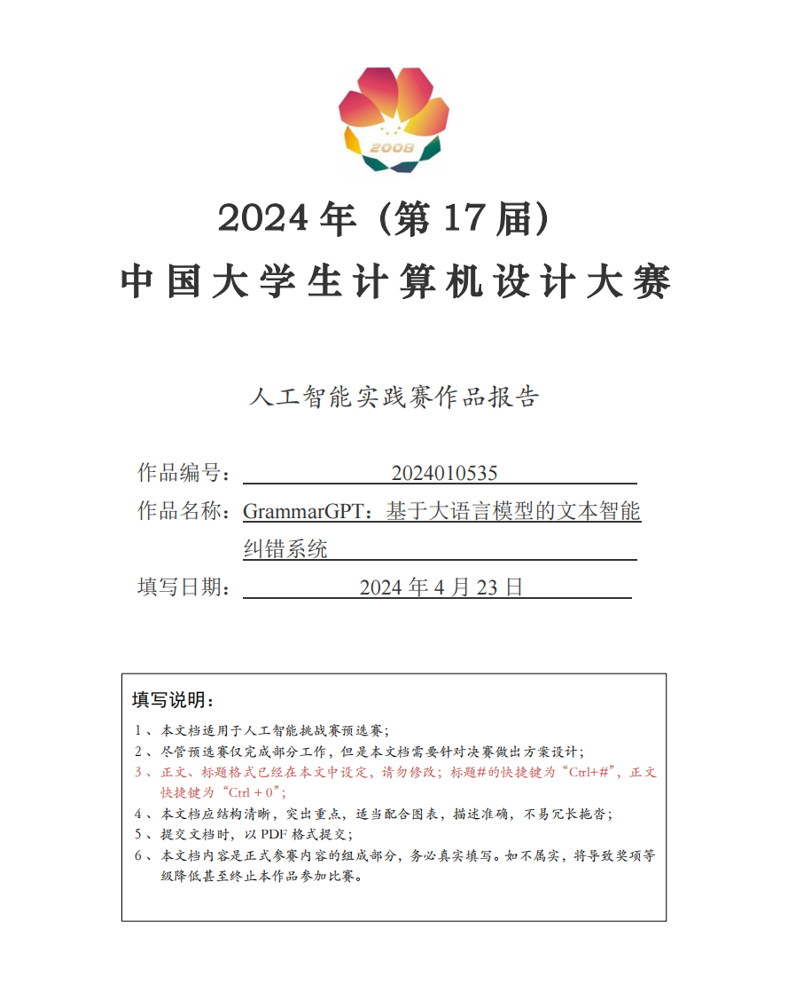 2008
2024 年（第 17 届）
中国大学生计算机设计大赛
人工智能实践赛作品报告
作品编号： 2024010535
作品名称：GrammarGPT：基于大语言模型的文本智能
纠错系统
填写日期： 2024 年 4 月 23 日
填写说明：
1、本文档适用于人工智能挑战赛预选赛；
2、尽管预选赛仅完成部分工作，但是本文档需要针对决赛做出方案设计；
3、正文、标题格式已经在本文中设定，请勿修改；标题#的快捷键为“Ctrl+#”，正文
快捷键为“Ctrl + 0”；
4、本文档应结构清晰，突出重点，适当配合图表，描述准确，不易冗长拖沓；
5、提交文档时，以 PDF 格式提交；
6、本文档内容是正式参赛内容的组成部分，务必真实填写。如不属实，将导致奖项等
级降低甚至终止本作品参加比赛。